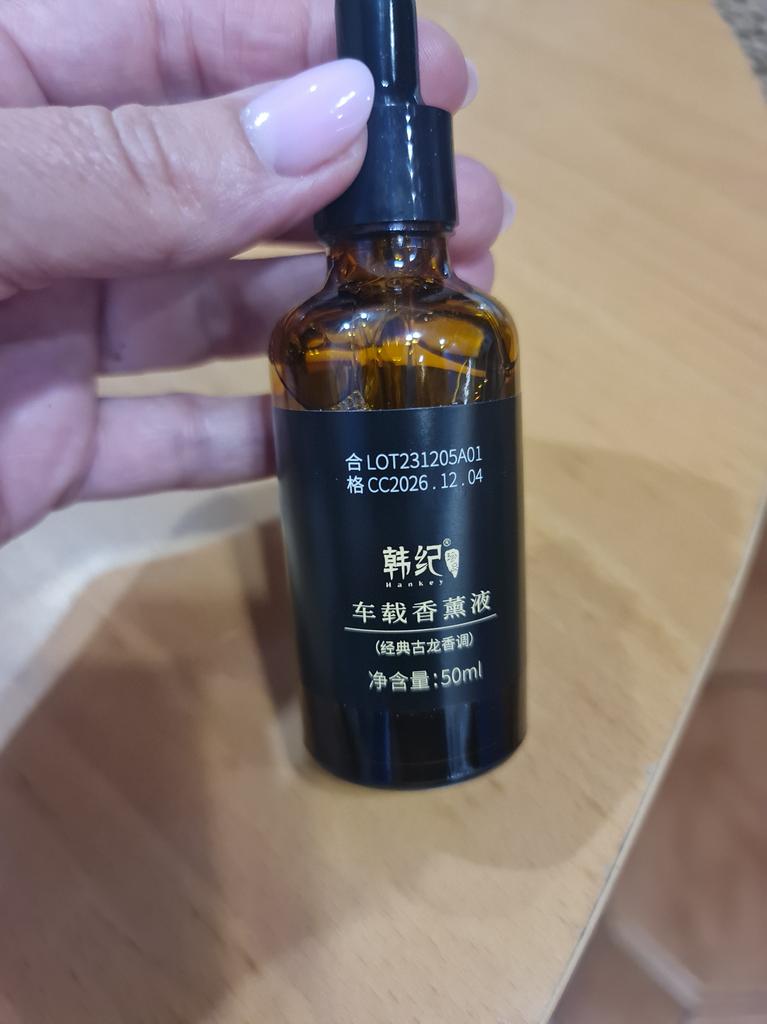 合 LOT231205A01
格 CC2026.12.04
韩纪®
Hankey
车载香薰液
(经典古龙香调)
净含量:50ml